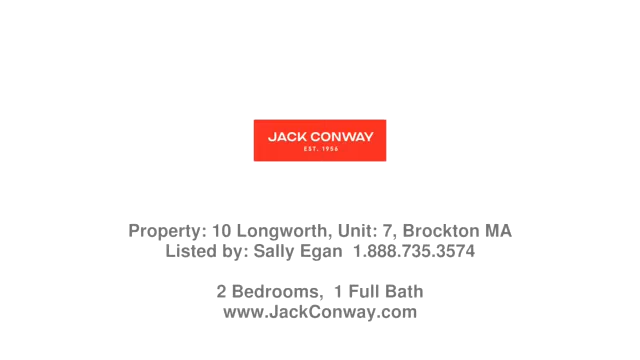 JACK CONWAY
EST. 1956
Property: 10 Longworth, Unit: 7, Brockton MA
Listed by: Sally Egan  1.888.735.3574
2 Bedrooms,  1 Full Bath
www.JackConway.com